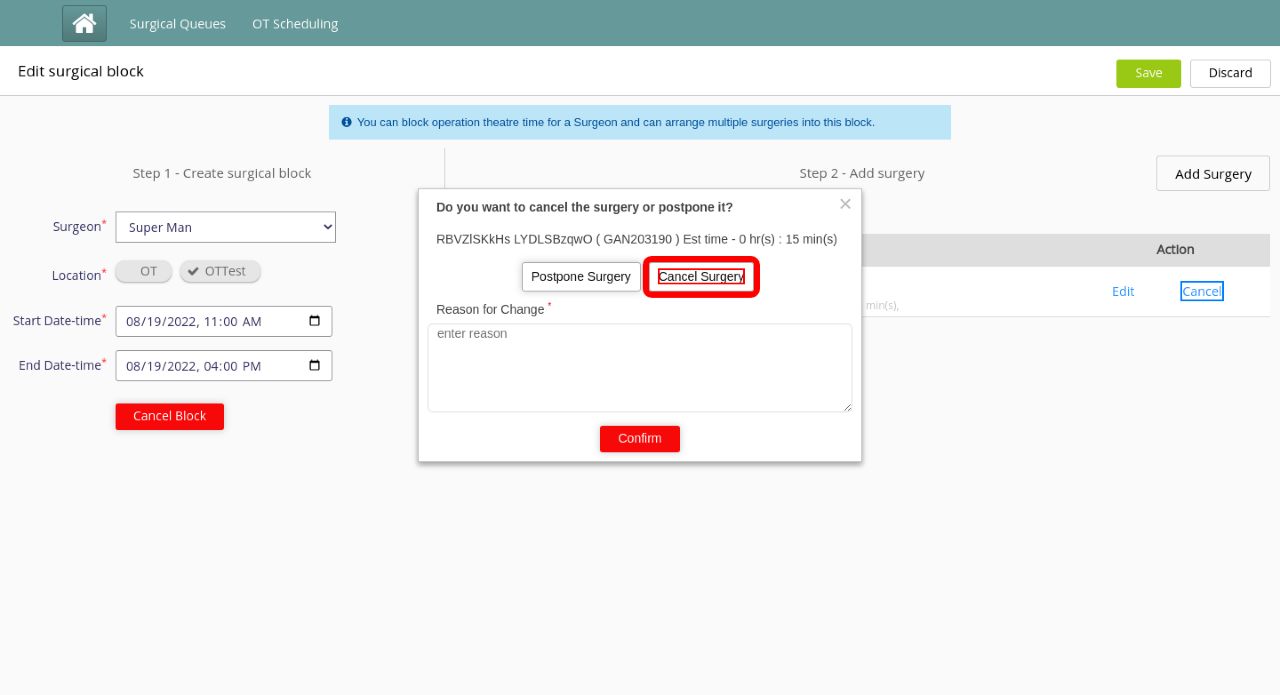 Surgical Queues OT Scheduling
Edit surgical block
Save Discard
You can block operation theatre time for a Surgeon and can arrange multiple surgeries into this block.
Step 1 - Create surgical block
Step 2 - Add surgery
Add Surgery
Surgeon* Super Man
Location* OT OTTest
Start Date-time* 08/19/2022, 11:00 AM
End Date-time* 08/19/2022, 04:00 PM
Cancel Block
Do you want to cancel the surgery or postpone it? ×
RBVZlSKkHs LYDLSBzqwO ( GAN203190 ) Est time - 0 hr(s) : 15 min(s)
Postpone Surgery Cancel Surgery
Reason for Change *
enter reason
Confirm
Action
Edit Cancel
min(s),